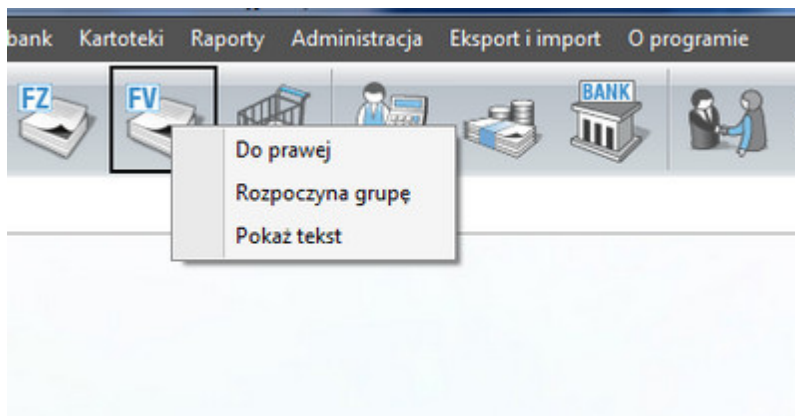 bank Kartoteki Raporty Administracja Eksport i import O programie
FZ FV BANK
Do prawej
Rozpoczyna grupę
Pokaż tekst